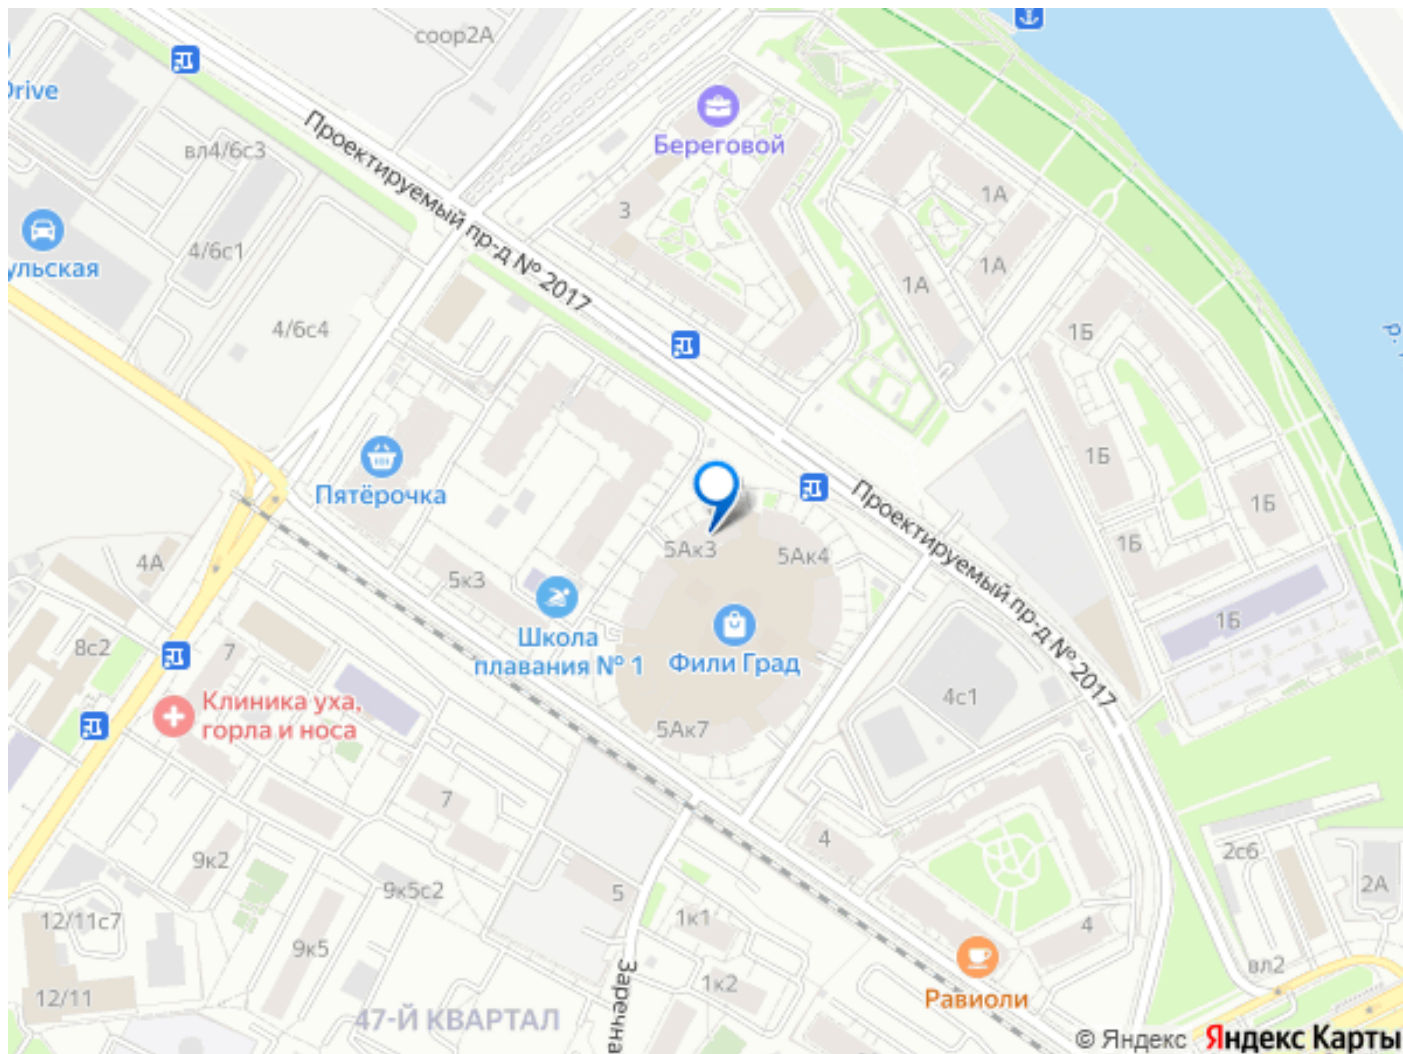 соор2А
Drive
вл4/6с3
Проектируемый пр-д № 2017
Береговой
3
1А
4/6с1
1А
1А
ульская
4/6с4
1Б
р.
1Б
Пятёрочка
Проектируемый пр-д № 2017
1Б
5Ак3
5Ак4
1Б
4А
5к3
1Б
Школа
плавания № 1
Фили Град
8с2
7
4с1
Клиника уха,
горла и носа
5Ак7
7
4
2с6
9к2
9к5с2
5
2А
12/11с7
1к1
4
9к5
вл2
Заречна
1к2
12/11
Равиоли
47-Й КВАРТАЛ
© Яндекс Яндекс Карты